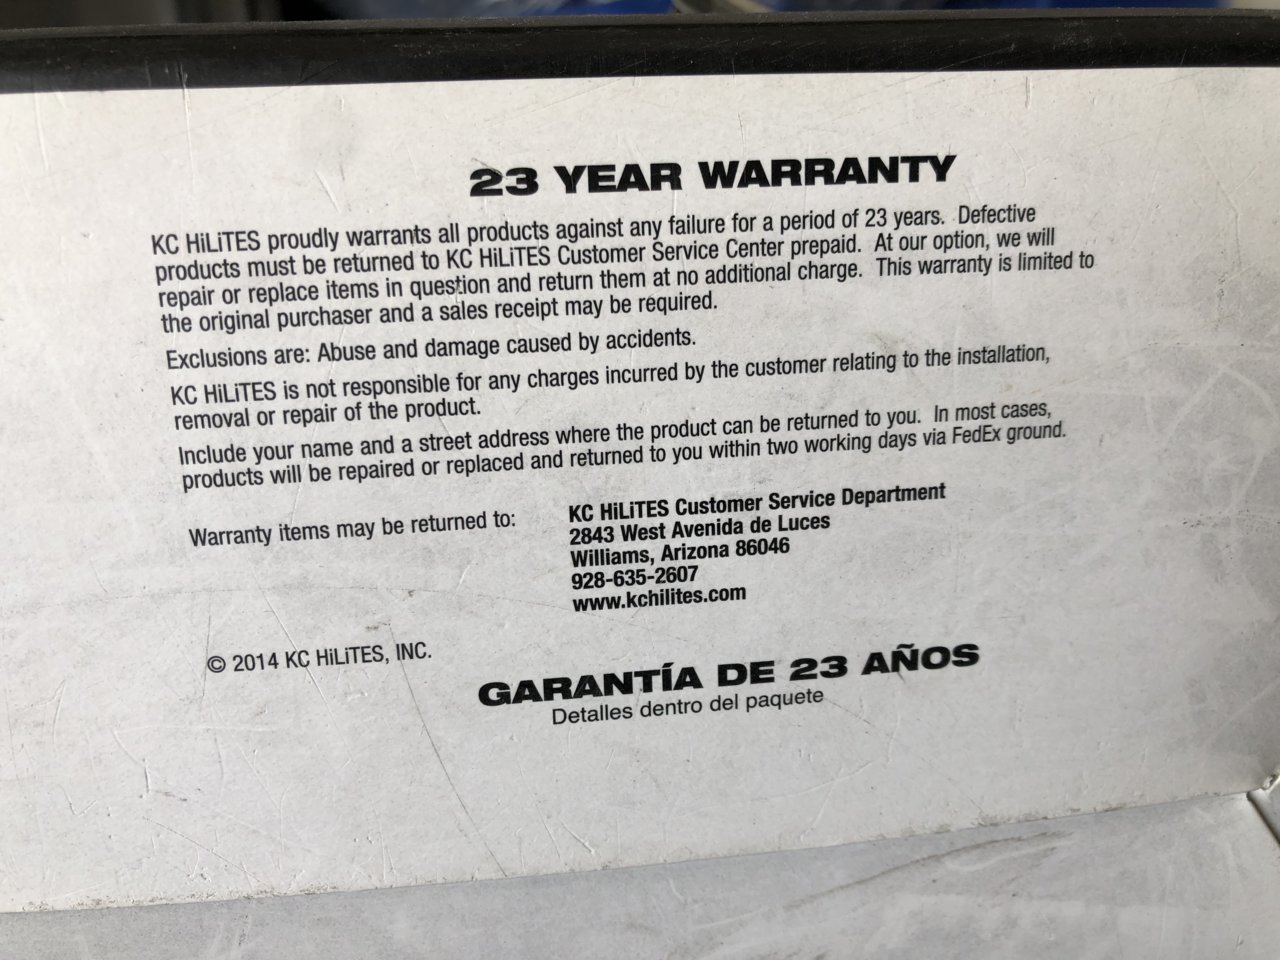 23 YEAR WARRANTY
KC HiLiTES proudly warrants all products against any failure for a period of 23 years. Defective
products must be returned to KC HiLiTES Customer Service Center prepaid. At our option, we will
repair or replace items in question and return them at no additional charge. This warranty is limited to
the original purchaser and a sales receipt may be required.
Exclusions are: Abuse and damage caused by accidents.
KC HiLiTES is not responsible for any charges incurred by the customer relating to the installation,
removal or repair of the product.
Include your name and a street address where the product can be returned to you. In most cases,
products will be repaired or replaced and returned to you within two working days via FedEx ground.
Warranty items may be returned to:
KC HiLiTES Customer Service Department
2843 West Avenida de Luces
Williams, Arizona 86046
928-635-2607
www.kchilites.com
© 2014 KC HiLiTES, INC.
GARANTÍA DE 23 AÑOS
Detalles dentro del paquete